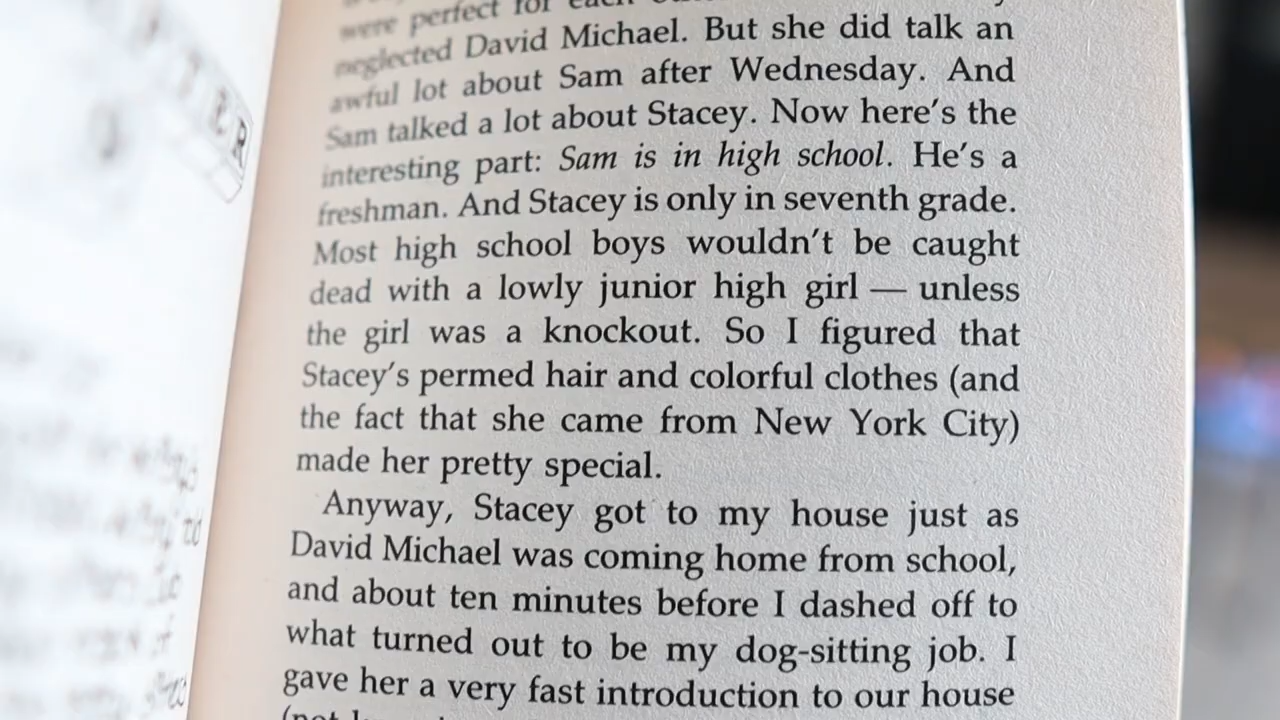 were perfect for each
neglected David Michael. But she did talk an
awful lot about Sam after Wednesday. And
Sam talked a lot about Stacey. Now here's the
interesting part: Sam is in high school. He's a
freshman. And Stacey is only in seventh grade.
Most high school boys wouldn't be caught
dead with a lowly junior high girl — unless
the girl was a knockout. So I figured that
Stacey's permed hair and colorful clothes (and
the fact that she came from New York City)
made her pretty special.
Anyway, Stacey got to my house just as
David Michael was coming home from school,
and about ten minutes before I dashed off to
what turned out to be my dog-sitting job. I
gave her a very fast introduction to our house